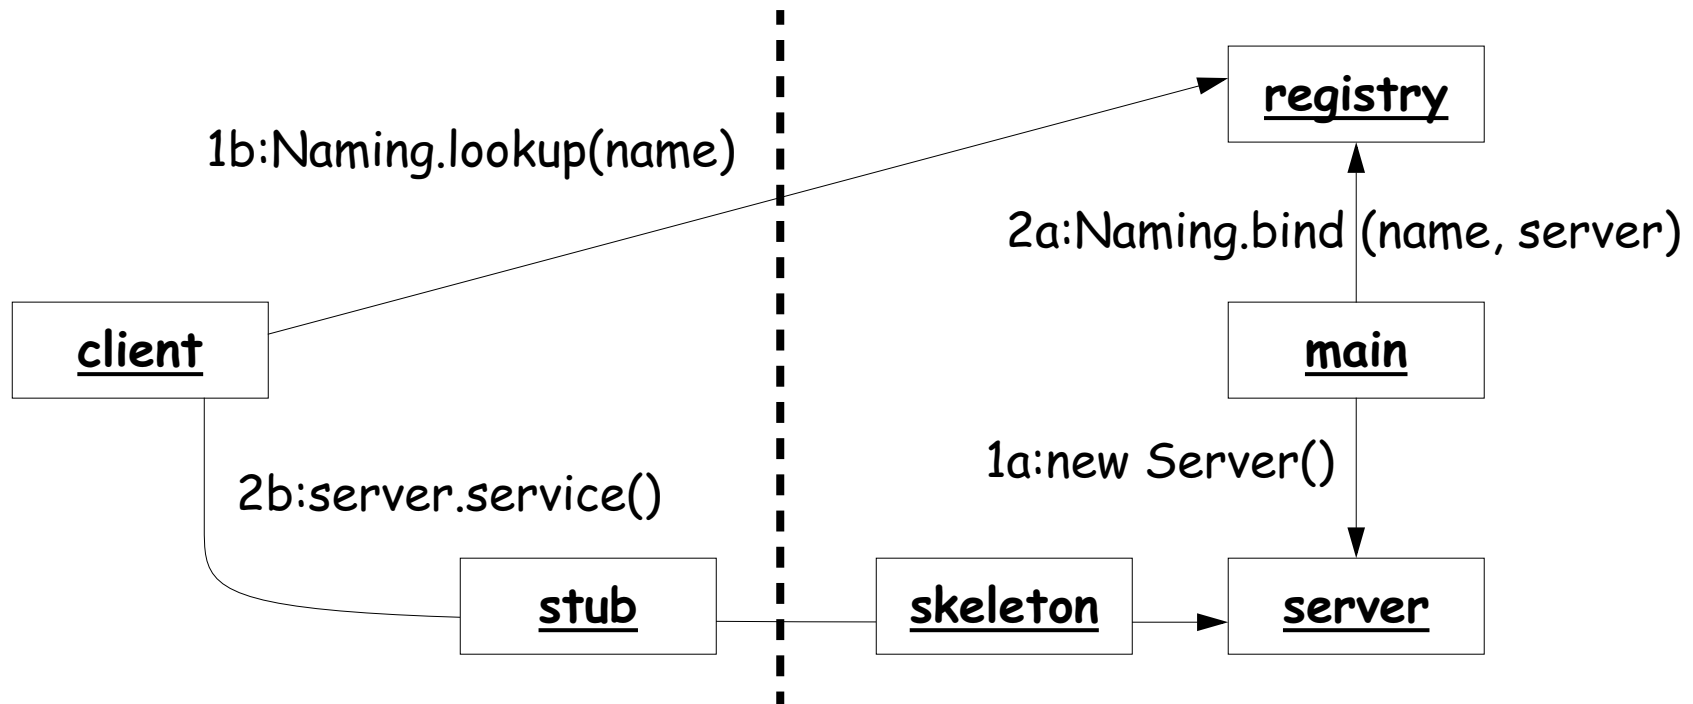 registry
1b:Naming.lookup(name)
2a:Naming.bind (name, server)
client
main
1a:new Server()
2b:server.service()
stub
skeleton
server